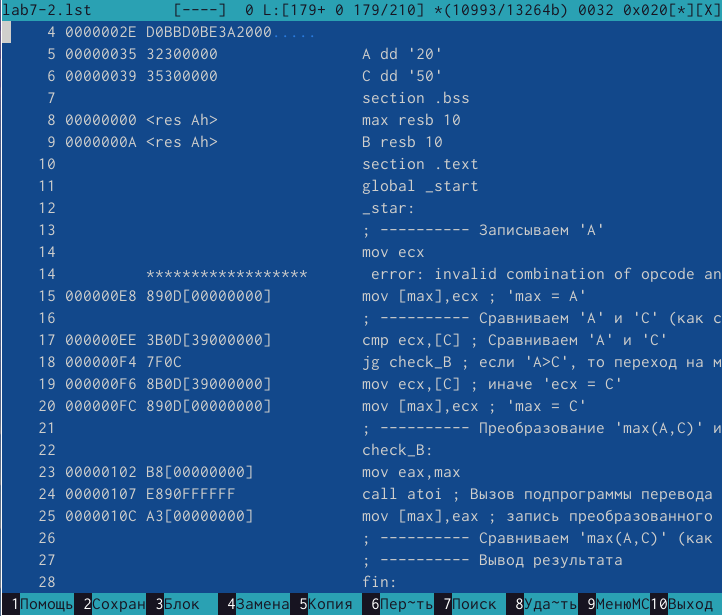 lab7-2.lst [----] 0 L:[179+ 0 179/210] *(10993/13264b) 0032 0x020[*][X]
4 0000002E D0BBD0BE3A2000.....
5 00000035 32300000 A dd '20'
6 00000039 35300000 C dd '50'
7 section .bss
8 00000000 <res Ah> max resb 10
9 0000000A <res Ah> B resb 10
10 section .text
11 global _start
12 _star:
13 ; ---------- Записываем 'A'
14 mov ecx
14 ****************** error: invalid combination of opcode an
15 000000E8 890D[00000000] mov [max],ecx ; 'max = A'
16 ; ---------- Сравниваем 'A' и 'С' (как с
17 000000EE 3B0D[39000000] cmp ecx,[C] ; Сравниваем 'A' и 'С'
18 000000F4 7F0C jg check_B ; если 'A>C', то переход на м
19 000000F6 8B0D[39000000] mov ecx,[C] ; иначе 'ecx = C'
20 000000FC 890D[00000000] mov [max],ecx ; 'max = C'
21 ; ---------- Преобразование 'max(A,C)' и
22 check_B:
23 00000102 B8[00000000] mov eax,max
24 00000107 E890FFFFFF call atoi ; Вызов подпрограммы перевода
25 0000010C A3[00000000] mov [max],eax ; запись преобразованного
26 ; ---------- Сравниваем 'max(A,C)' (как
27 ; ---------- Вывод результата
28 fin:
1Помощь 2Сохран 3Блок 4Замена 5Копия 6Пер~ть 7Поиск 8Уда~ть 9МенюMC 10Выход